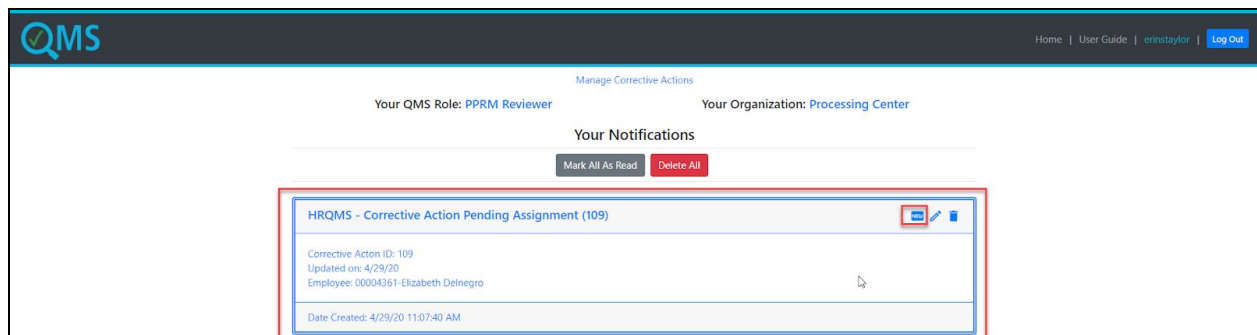 QMS
Home | User Guide | erinstaylor | Log Out
Manage Corrective Actions
Your QMS Role: PPRM Reviewer Your Organization: Processing Center
Your Notifications
Mark All As Read Delete All
HRQMS - Corrective Action Pending Assignment (109) NEW
Corrective Acton ID: 109
Updated on: 4/29/20
Employee: 00004361-Elizabeth Delnegro
Date Created: 4/29/20 11:07:40 AM